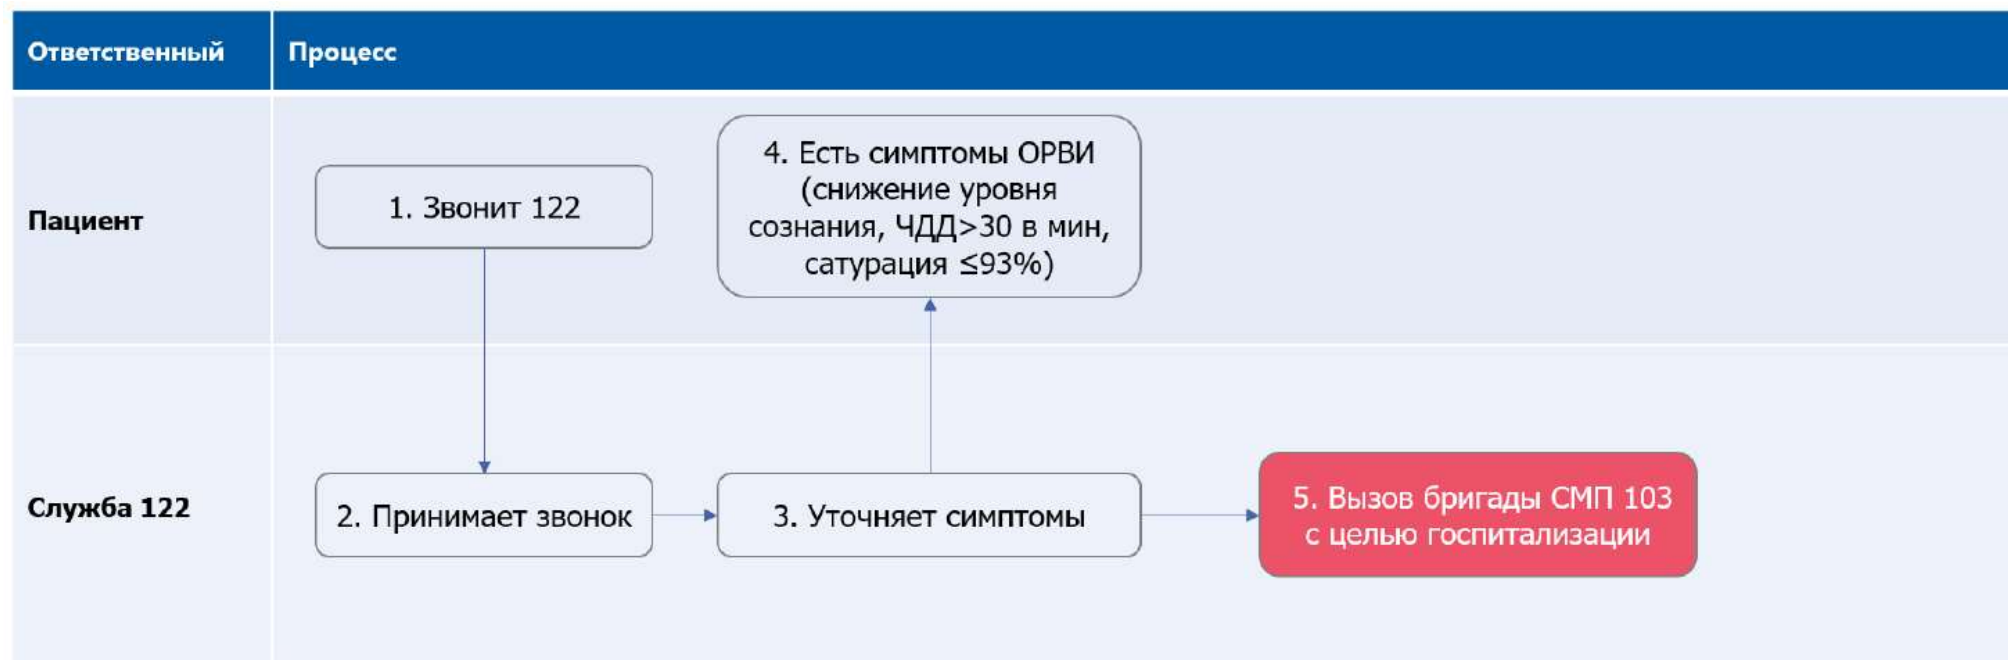 Ответственный
Процесс
Пациент
1. Звонит 122
4. Есть симптомы ОРВИ
(снижение уровня
сознания, ЧДД>30 в мин,
сатурация ≤93%)
Служба 122
2. Принимает звонок
3. Уточняет симптомы
5. Вызов бригады СМП 103
с целью госпитализации